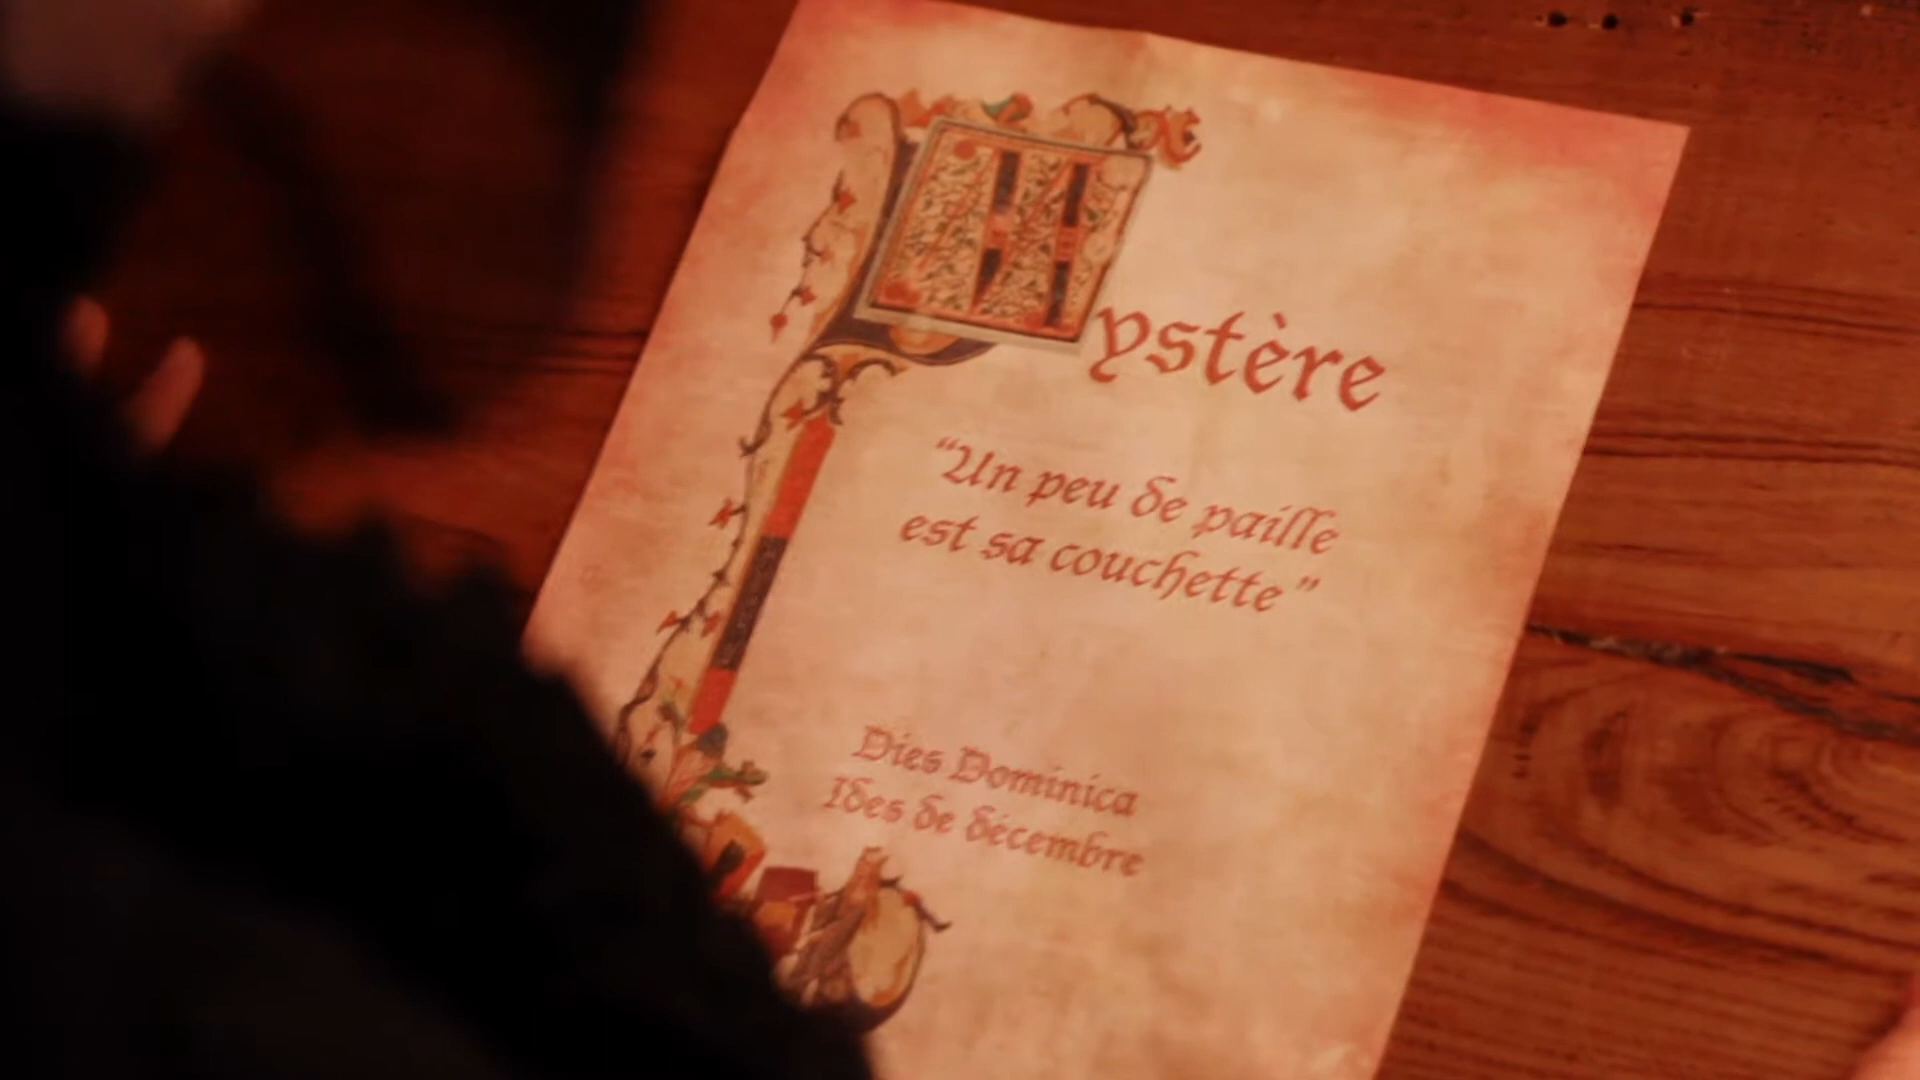 Mystère
“Un peu de paille
est sa couchette”
Dies Dominica
Ides de décembre